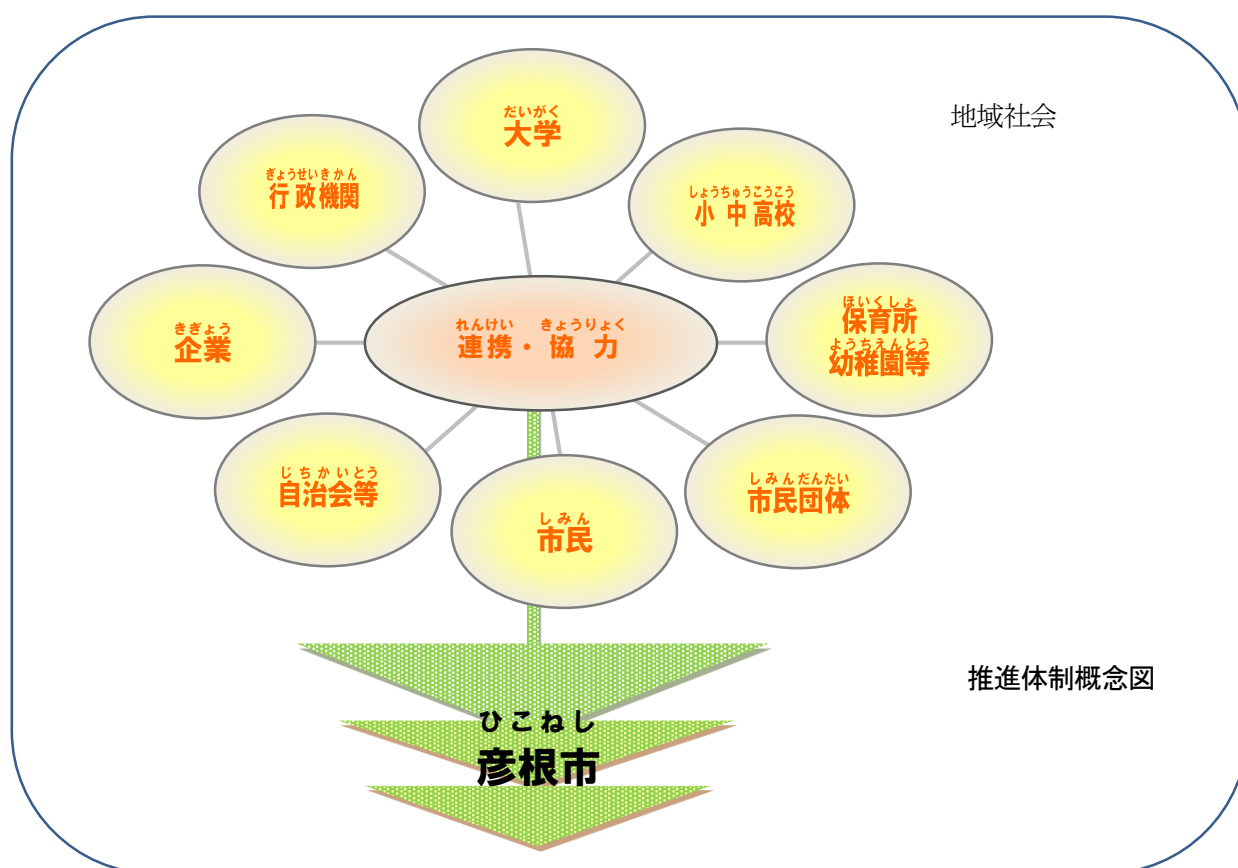 地域社会
だいがく
大学
ぎょうせいきかん
行政機関
しょうちゅうこうこう
小中高校
きぎょう
企業
れんけい きょうりょく
連携・協力
ほいくしょ
保育所
ようちえんとう
幼稚園等
じちかいとう
自治会等
しみん
市民
しみんだんたい
市民団体
推進体制概念図
ひこねし
彦根市